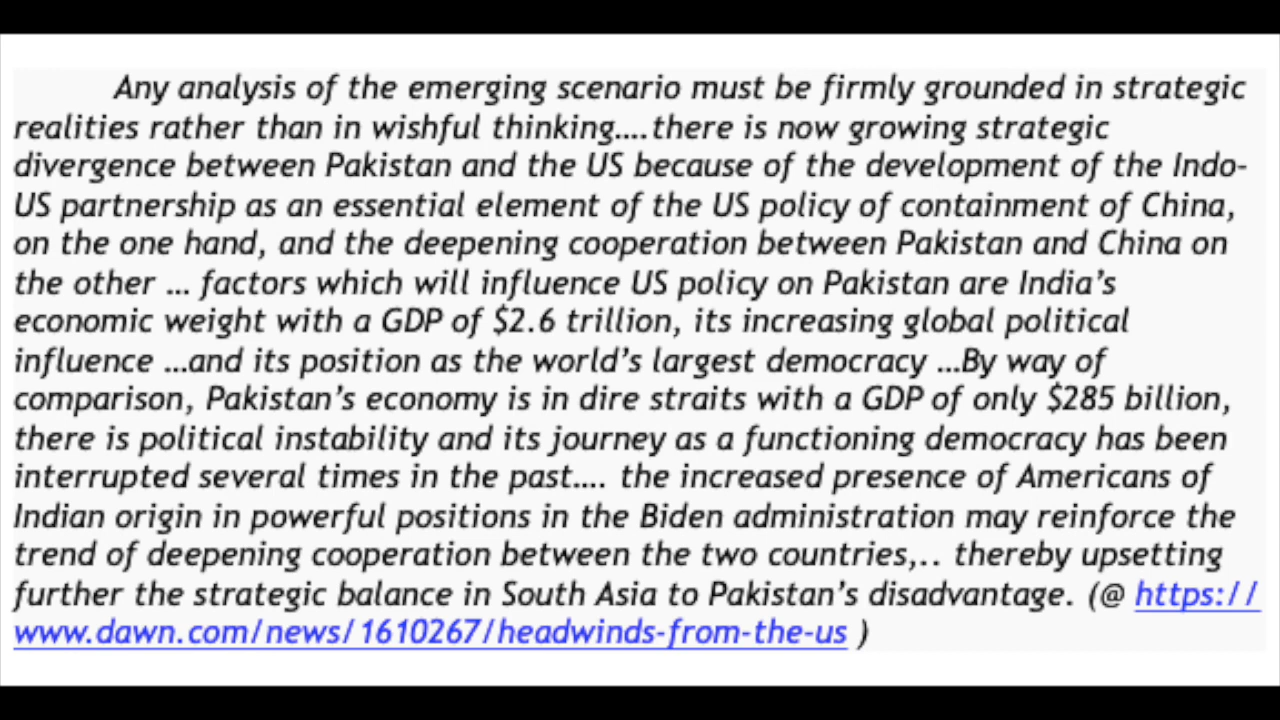 Any analysis of the emerging scenario must be firmly grounded in strategic
realities rather than in wishful thinking....there is now growing strategic
divergence between Pakistan and the US because of the development of the Indo-
US partnership as an essential element of the US policy of containment of China,
on the one hand, and the deepening cooperation between Pakistan and China on
the other … factors which will influence US policy on Pakistan are India’s
economic weight with a GDP of $2.6 trillion, its increasing global political
influence …and its position as the world’s largest democracy …By way of
comparison, Pakistan’s economy is in dire straits with a GDP of only $285 billion,
there is political instability and its journey as a functioning democracy has been
interrupted several times in the past…. the increased presence of Americans of
Indian origin in powerful positions in the Biden administration may reinforce the
trend of deepening cooperation between the two countries,.. thereby upsetting
further the strategic balance in South Asia to Pakistan’s disadvantage. (@ https://
www.dawn.com/news/1610267/headwinds-from-the-us )